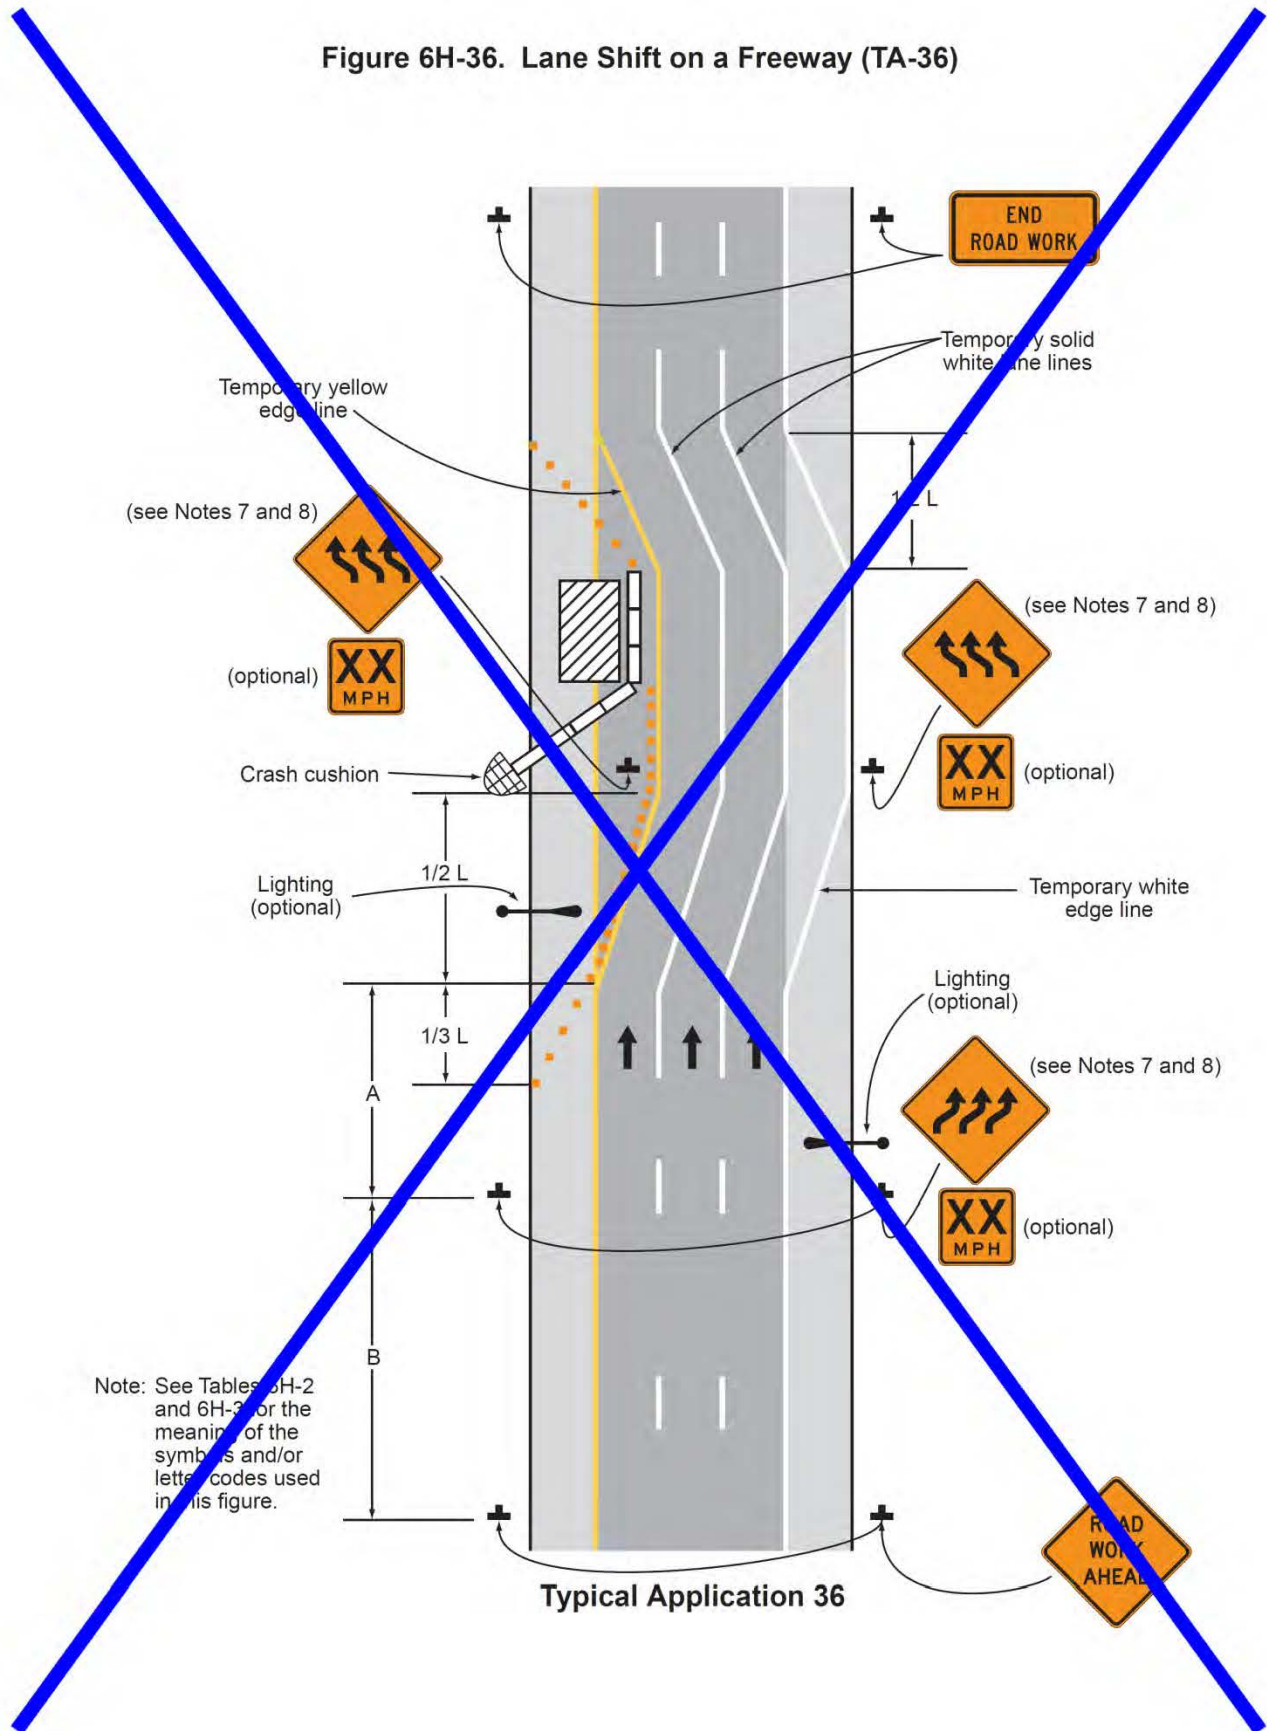 Figure 6H-36. Lane Shift on a Freeway (TA-36)
END
ROAD WORK
Temporary solid
white lane lines
Temporary yellow
edge line
1/2 L
(see Notes 7 and 8)
(see Notes 7 and 8)
XX
MPH
(optional)
XX
MPH
(optional)
Crash cushion
1/2 L
Lighting
(optional)
Temporary white
edge line
Lighting
(optional)
1/3 L
(see Notes 7 and 8)
A
XX
MPH
(optional)
B
Note: See Tables 6H-2
and 6H-3 for the
meaning of the
symbols and/or
letter codes used
in this figure.
ROAD
WORK
AHEAD
Typical Application 36